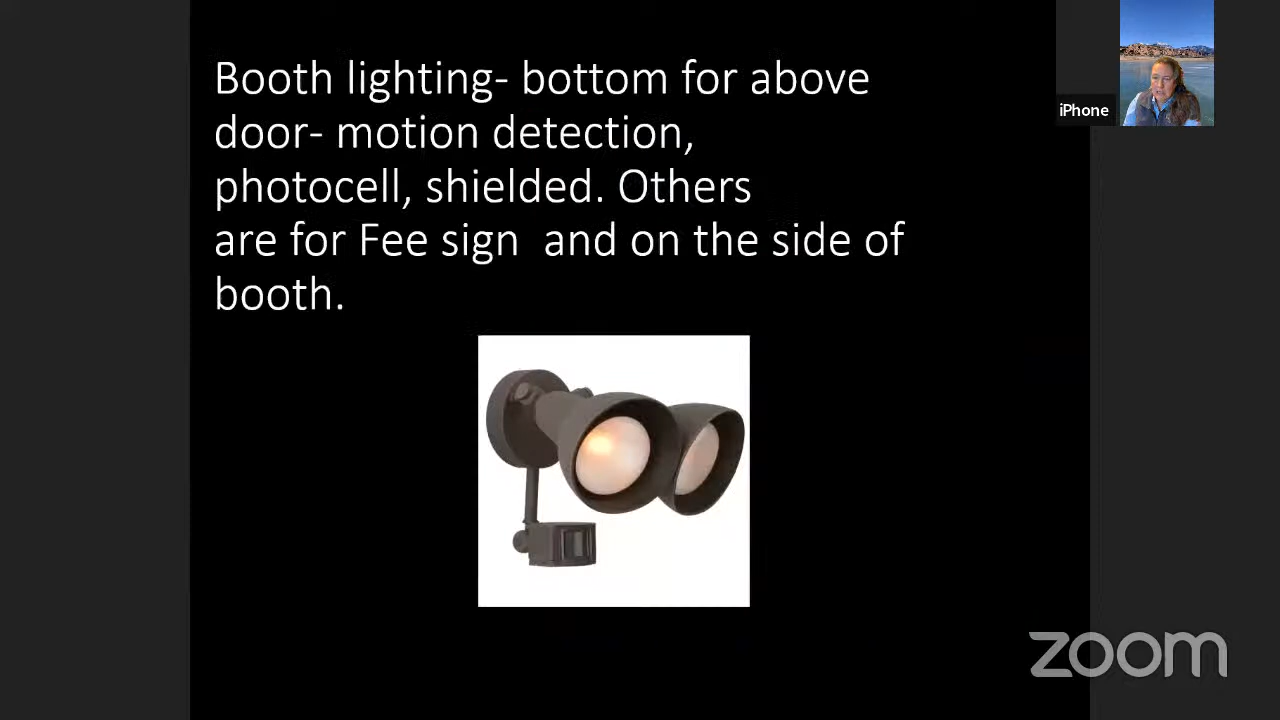 Booth lighting- bottom for above
door- motion detection,
photocell, shielded. Others
are for Fee sign  and on the side of
booth.
iPhone
zoom